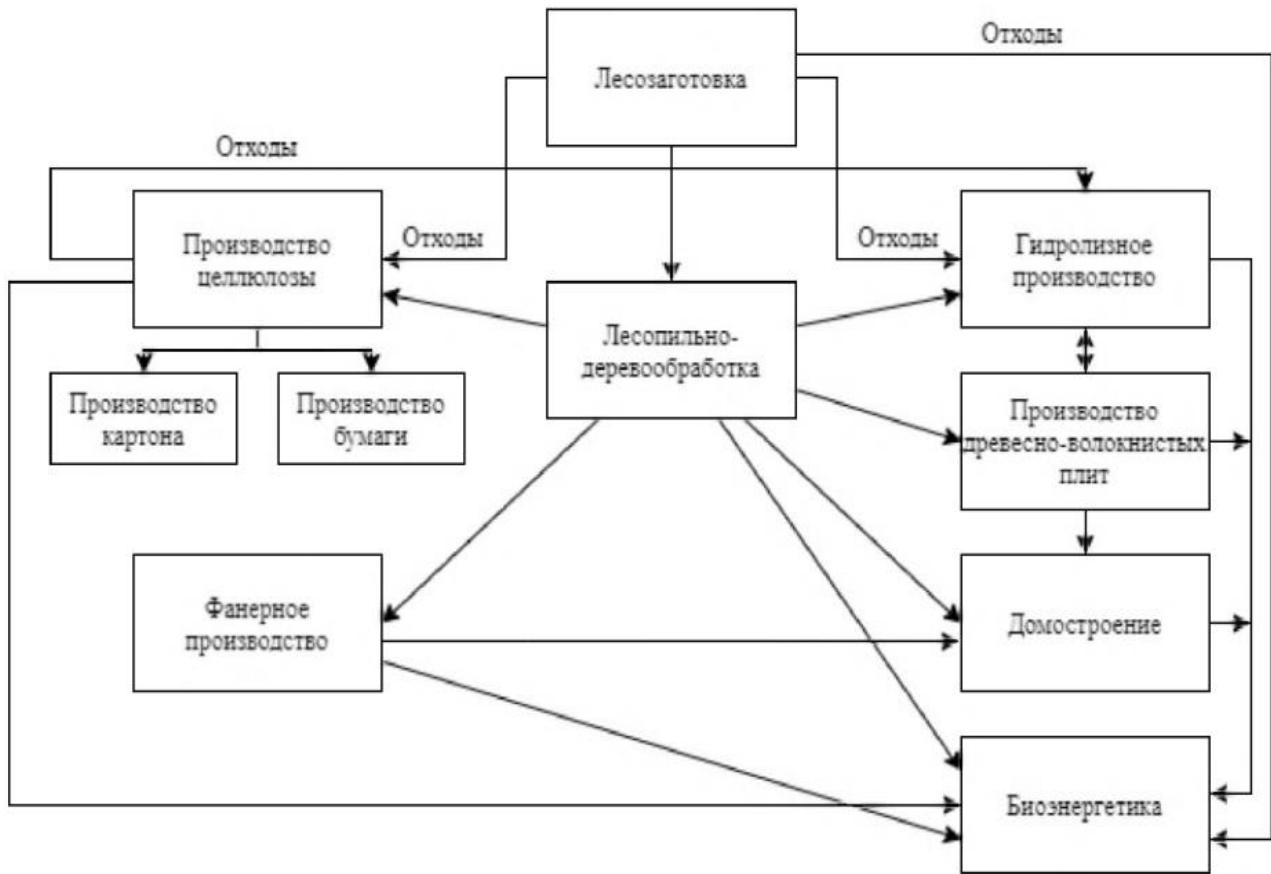 Отходы
Лесозаготовка
Отходы
Отходы
Отходы
Производство
целлюлозы
Гидролизное
производство
Лесопильно-
деревообработка
Производство
картона
Производство
бумаги
Производство
древесно-волокнистых
плит
Фанерное
производство
Домостроение
Биоэнергетика